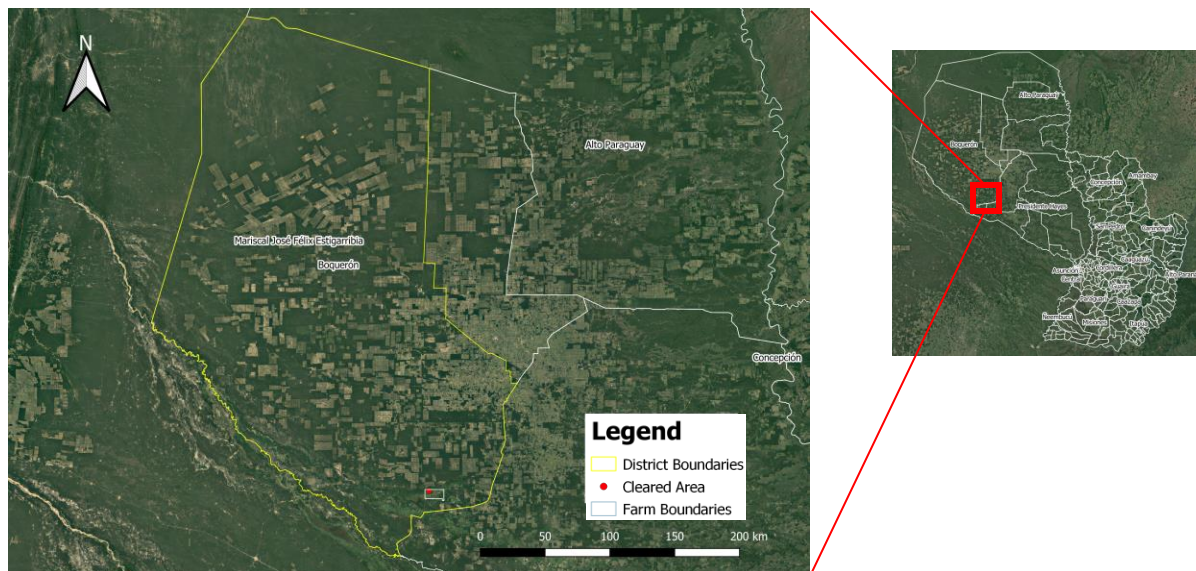 N
Alto Paraguay
Mariscal José Félix Estigarribia
Boquerón
Concepción
Legend
District Boundaries
Cleared Area
Farm Boundaries
0 50 100 150 200 km
Alto Paraguay
Boquerón
Concepción
Amambay
Presidente Hayes
San Pedro
Canindeyú
Asunción
Central
Cordillera
Caaguazú
Alto Paraná
Guairá
Paraguarí
Caazapá
Ñeembucú
Misiones
Itapúa